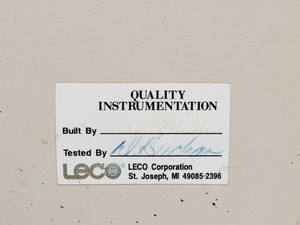 QUALITY
INSTRUMENTATION
Built By
Tested By
LECO LECO Corporation
St. Joseph, MI 49085-2396